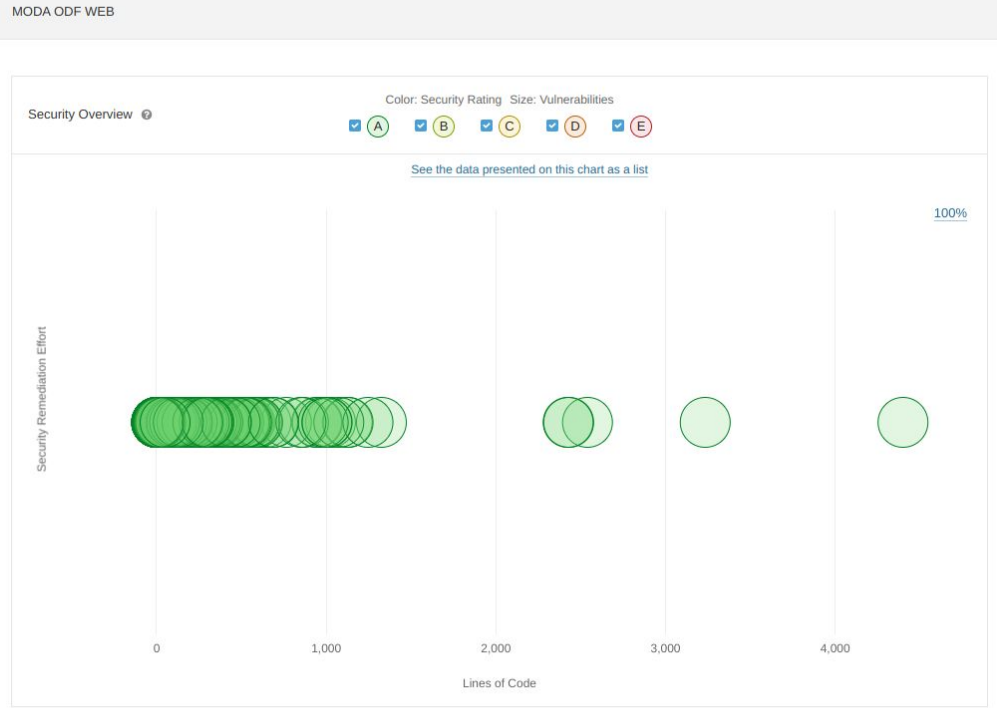 MODA ODF WEB
Color: Security Rating Size: Vulnerabilities
Security Overview ?
A B C D E
See the data presented on this chart as a list
100%
Security Remediation Effort
0 1,000 2,000 3,000 4,000
Lines of Code